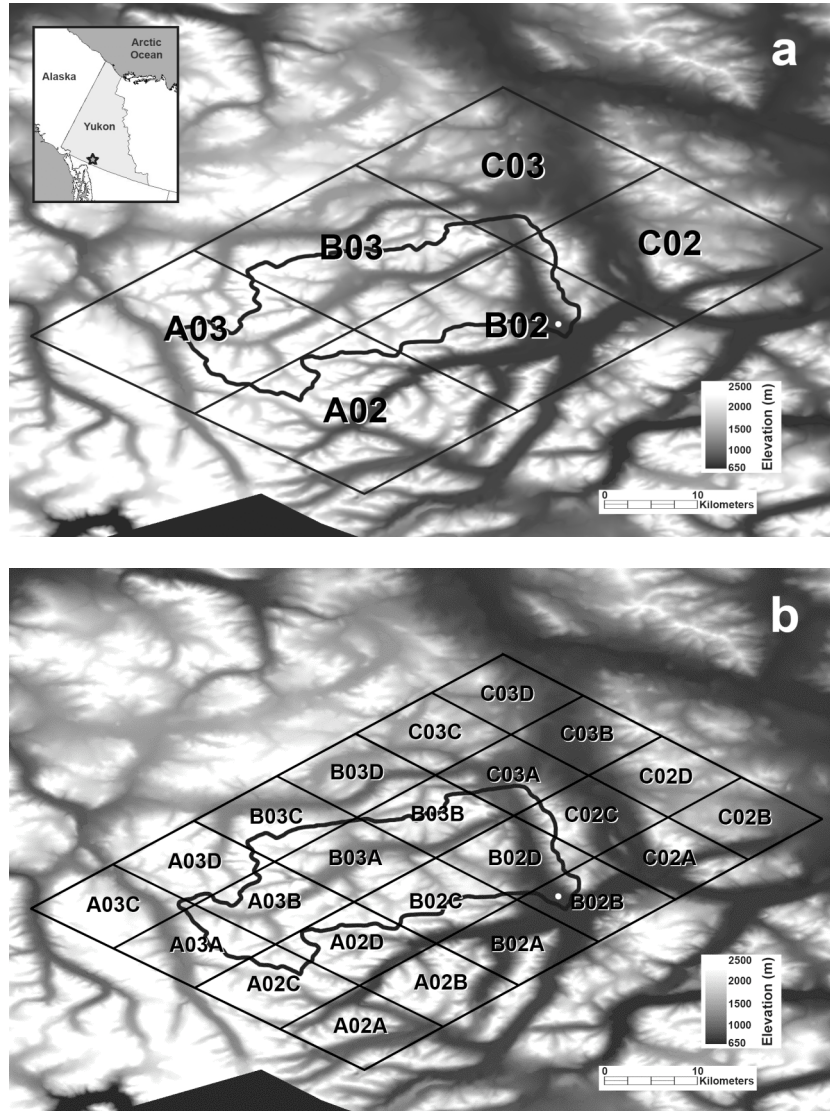 a
Arctic
Ocean
Alaska
Yukon
C03
C02
B03
A03
B02
A02
2500
2000
1500
1000
650
Elevation (m)
0
10
Kilometers
b
C03D
C03C
C03B
B03D
C03A
C02D
B03C
B03B
C02C
C02B
A03D
B03A
B02D
C02A
A03C
A03B
B02C
B02B
A03A
A02D
B02A
A02C
A02B
A02A
2500
2000
1500
1000
650
Elevation (m)
0
10
Kilometers